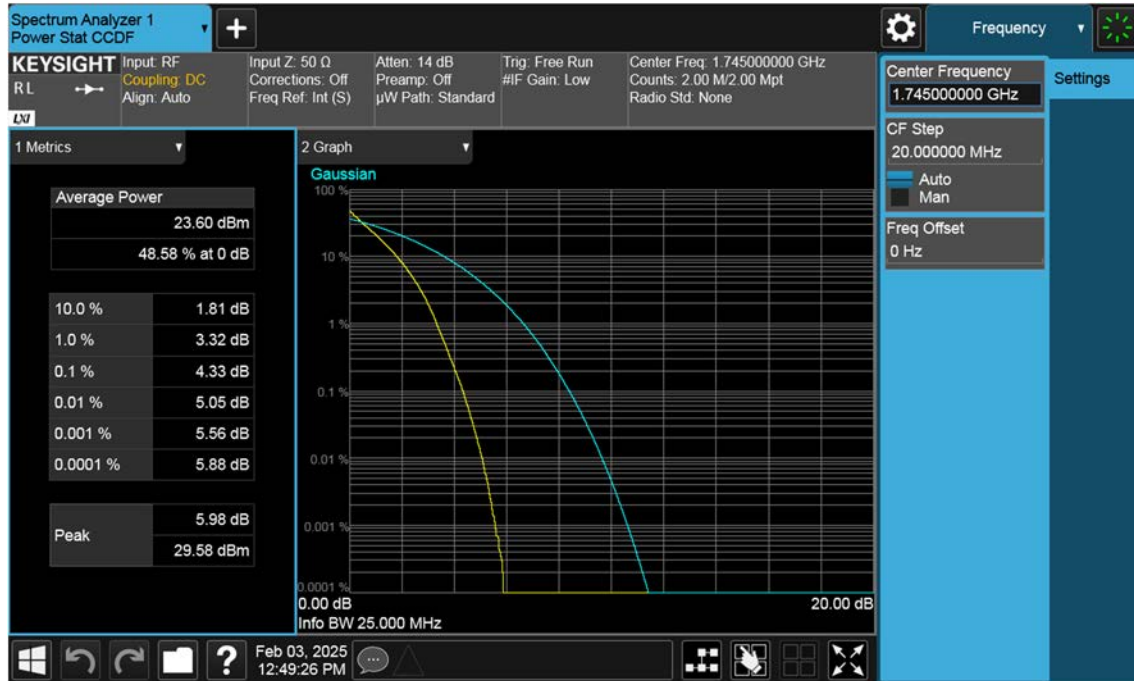 Spectrum Analyzer 1
Power Stat CCDF
+
Frequency
KEYSIGHT
R L
LXI
Input: RF
Coupling: DC
Align: Auto
Input Z: 50 Ω
Corrections: Off
Freq Ref: Int (S)
Atten: 14 dB
Preamp: Off
µW Path: Standard
Trig: Free Run
#IF Gain: Low
Center Freq: 1.745000000 GHz
Counts: 2.00 M/2.00 Mpt
Radio Std: None
Center Frequency
1.745000000 GHz
Settings
CF Step
20.000000 MHz
Auto
Man
Freq Offset
0 Hz
1 Metrics
Average Power
23.60 dBm
48.58 % at 0 dB
10.0 % 1.81 dB
1.0 % 3.32 dB
0.1 % 4.33 dB
0.01 % 5.05 dB
0.001 % 5.56 dB
0.0001 % 5.88 dB
Peak
5.98 dB
29.58 dBm
2 Graph
Gaussian
100 %
10 %
1 %
0.1 %
0.01 %
0.001 %
0.0001 %
0.00 dB 20.00 dB
Info BW 25.000 MHz
?
Feb 03, 2025
12:49:26 PM